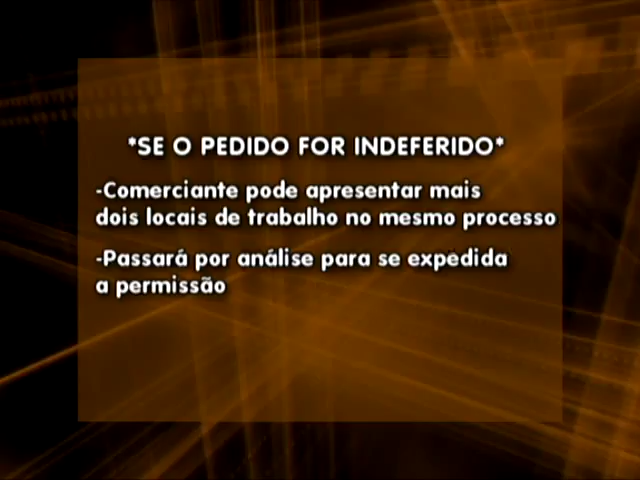 *SE O PEDIDO FOR INDEFERIDO*
-Comerciante pode apresentar mais
dois locais de trabalho no mesmo processo
-Passará por análise para se expedida
a permissão